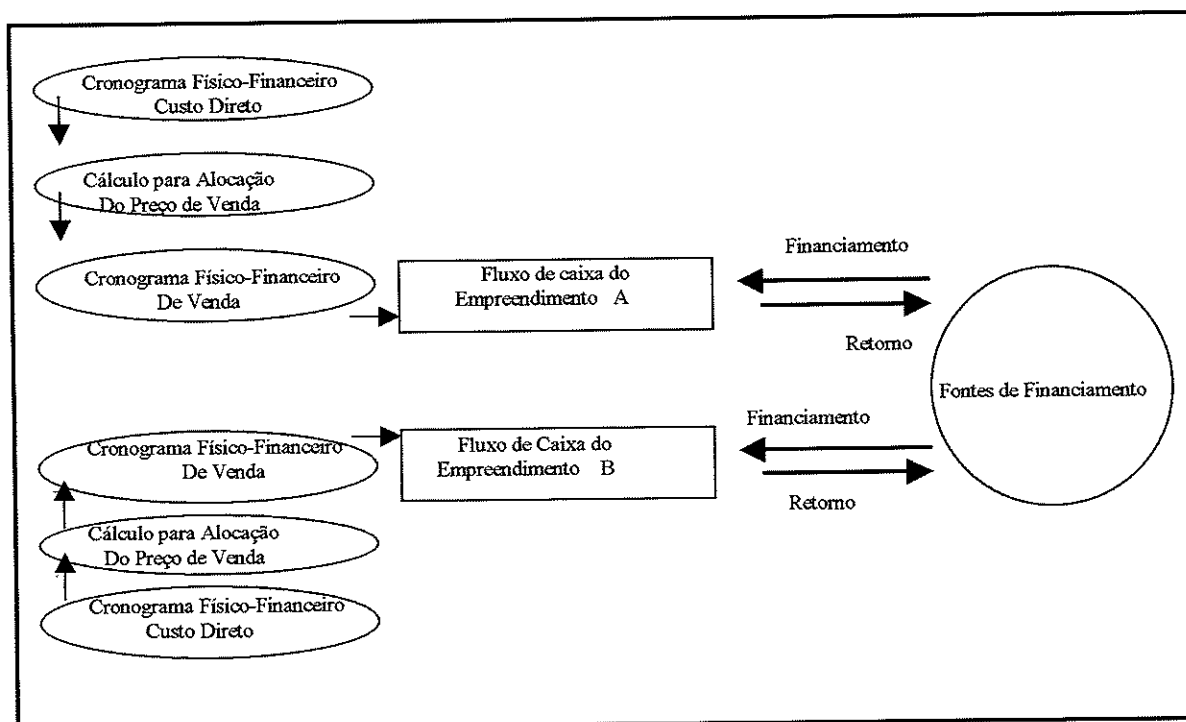 Cronograma Físico-Financeiro
Custo Direto
Cálculo para Alocação
Do Preço de Venda
Cronograma Físico-Financeiro
De Venda
Fluxo de caixa do
Empreendimento A
Financiamento
Retorno
Fontes de Financiamento
Financiamento
Retorno
Fluxo de Caixa do
Empreendimento B
Cronograma Físico-Financeiro
De Venda
Cálculo para Alocação
Do Preço de Venda
Cronograma Físico-Financeiro
Custo Direto